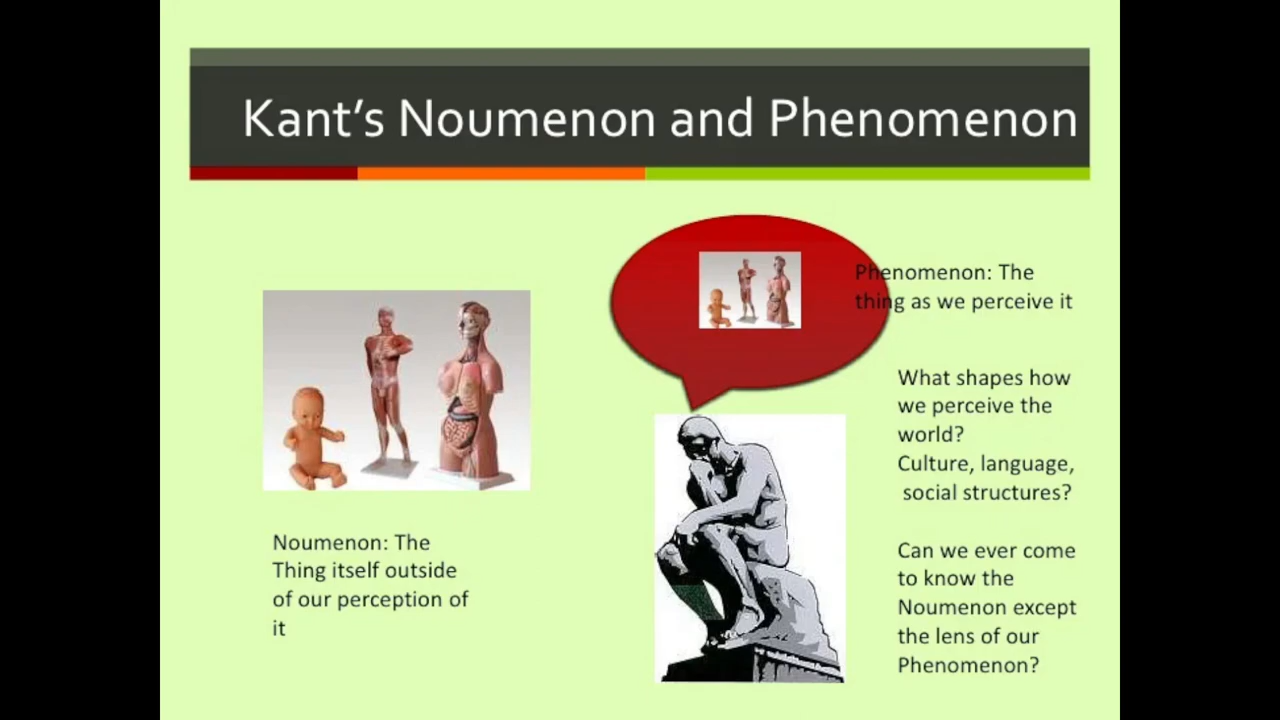 Kant’s Noumenon and Phenomenon
Noumenon: The
Thing itself outside
of our perception of
it
Phenomenon: The
thing as we perceive it
What shapes how
we perceive the
world?
Culture, language,
social structures?
Can we ever come
to know the
Noumenon except
the lens of our
Phenomenon?